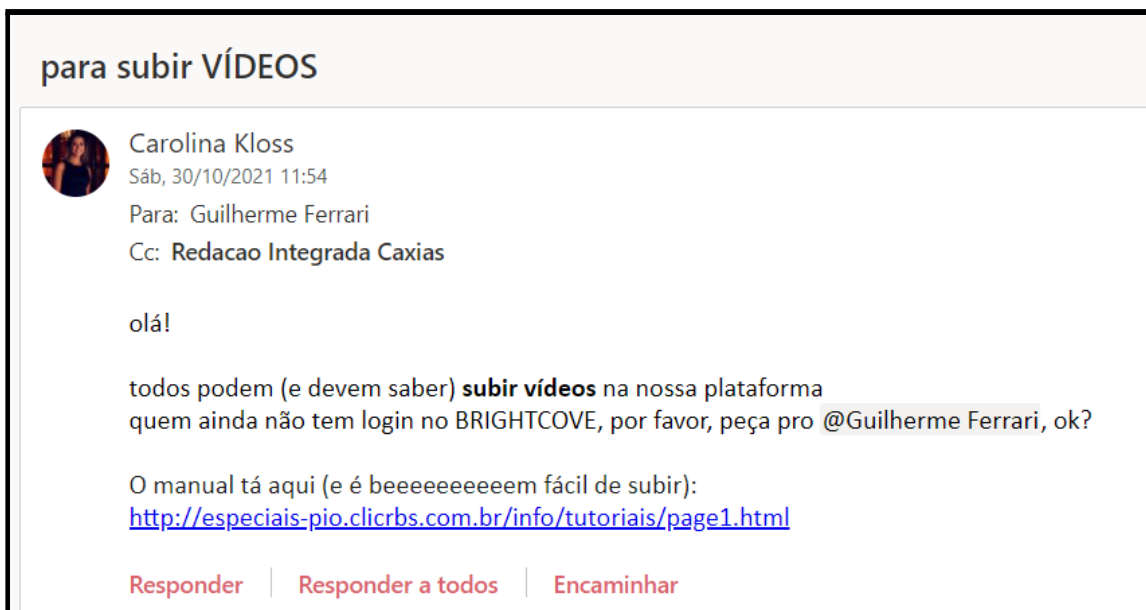 para subir VÍDEOS
Carolina Kloss
Sáb, 30/10/2021 11:54
Para: Guilherme Ferrari
Cc: Redacao Integrada Caxias
olá!
todos podem (e devem saber) subir vídeos na nossa plataforma
quem ainda não tem login no BRIGHTCOVE, por favor, peça pro @Guilherme Ferrari, ok?
O manual tá aqui (e é beeeeeeeeeem fácil de subir):
http://especiais-pio.clicrbs.com.br/info/tutoriais/page1.html
Responder Responder a todos Encaminhar